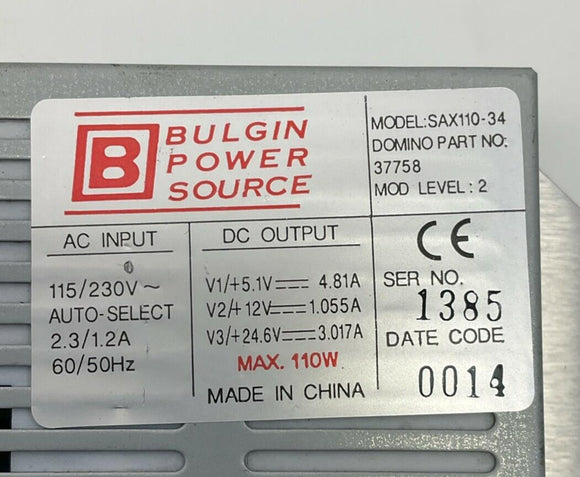 B
BULGIN
POWER
SOURCE
MODEL:SAX110-34
DOMINO PART NO:
37758
MOD LEVEL : 2
AC INPUT
115/230V ~
AUTO-SELECT
2.3/1.2A
60/50Hz
DC OUTPUT
V1/+5.1V⎓ 4.81A
V2/+12V⎓1.055A
V3/+24.6V⎓3.017A
MAX. 110W
MADE IN CHINA
CE
SER NO.
1385
DATE CODE
0014